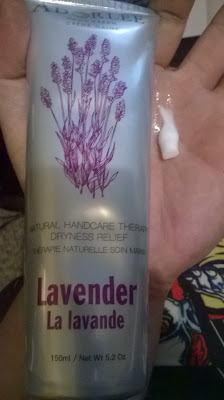 NATURAL HANDCARE THERAPY
DRYNESS RELIEF
THÉRAPIE NATURELLE SOIN MAINS
Lavender
La lavande
150ml / Net Wt 5.2 Oz